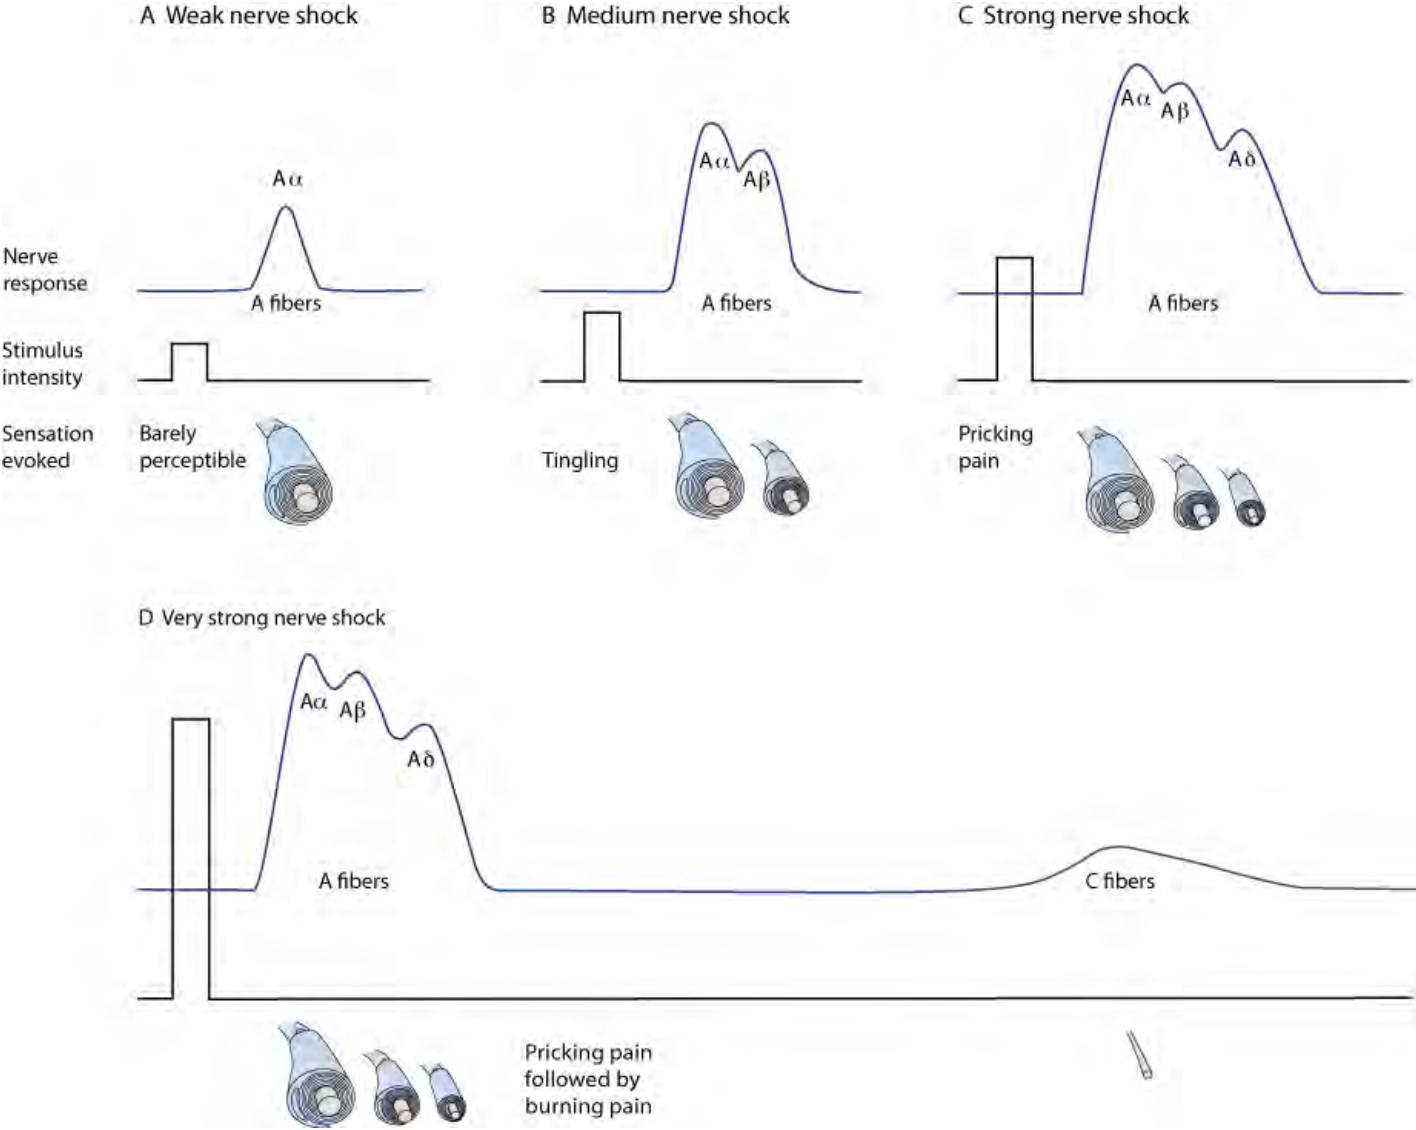 A Weak nerve shock
B Medium nerve shock
C Strong nerve shock
Aα
Aα
Aβ
Aα
Aβ
Aδ
Nerve
response
A fibers
A fibers
A fibers
Stimulus
intensity
Sensation
evoked
Barely
perceptible
Tingling
Pricking
pain
D Very strong nerve shock
Aα
Aβ
Aδ
A fibers
C fibers
Pricking pain
followed by
burning pain